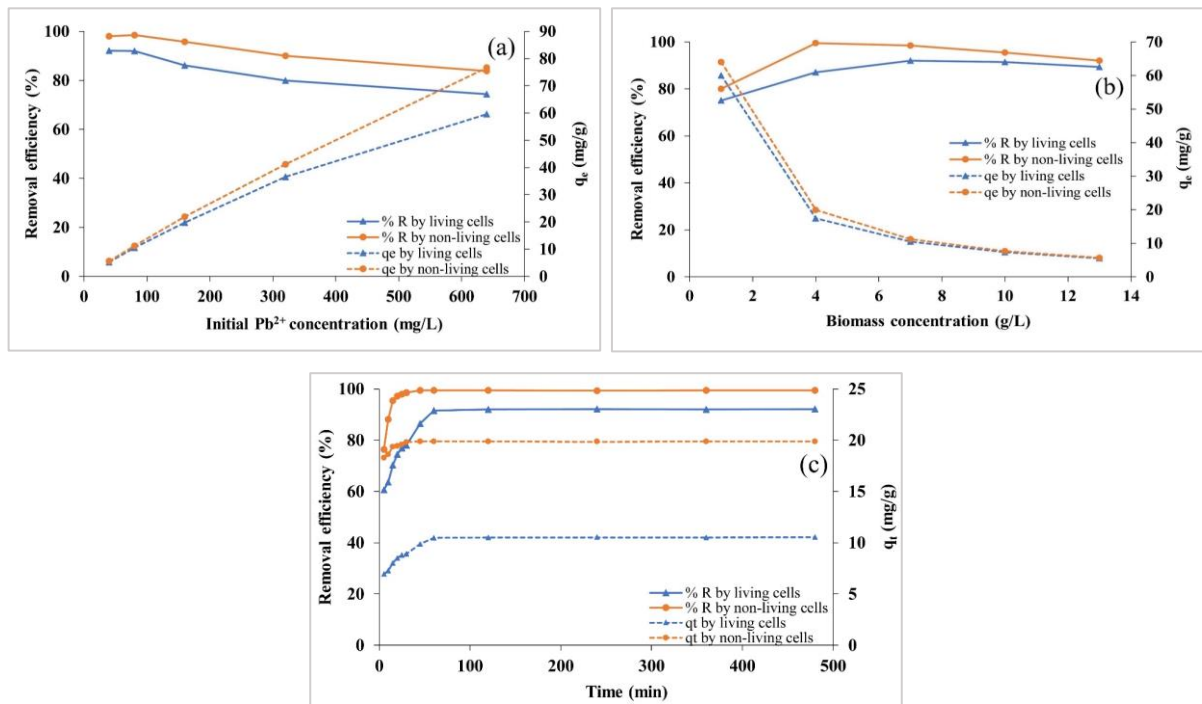 (a)
Removal efficiency (%)
100
80
60
40
20
0
90
80
70
60
50
40
30
20
10
0
qe (mg/g)
% R by living cells
% R by non-living cells
qe by living cells
qe by non-living cells
0 100 200 300 400 500 600 700
Initial Pb²⁺ concentration (mg/L)
(b)
Removal efficiency (%)
100
80
60
40
20
0
70
60
50
40
30
20
10
0
qe (mg/g)
% R by living cells
% R by non-living cells
qe by living cells
qe by non-living cells
0 2 4 6 8 10 12 14
Biomass concentration (g/L)
(c)
Removal efficiency (%)
100
80
60
40
20
0
25
20
15
10
5
0
qt (mg/g)
% R by living cells
% R by non-living cells
qt by living cells
qt by non-living cells
0 100 200 300 400 500
Time (min)